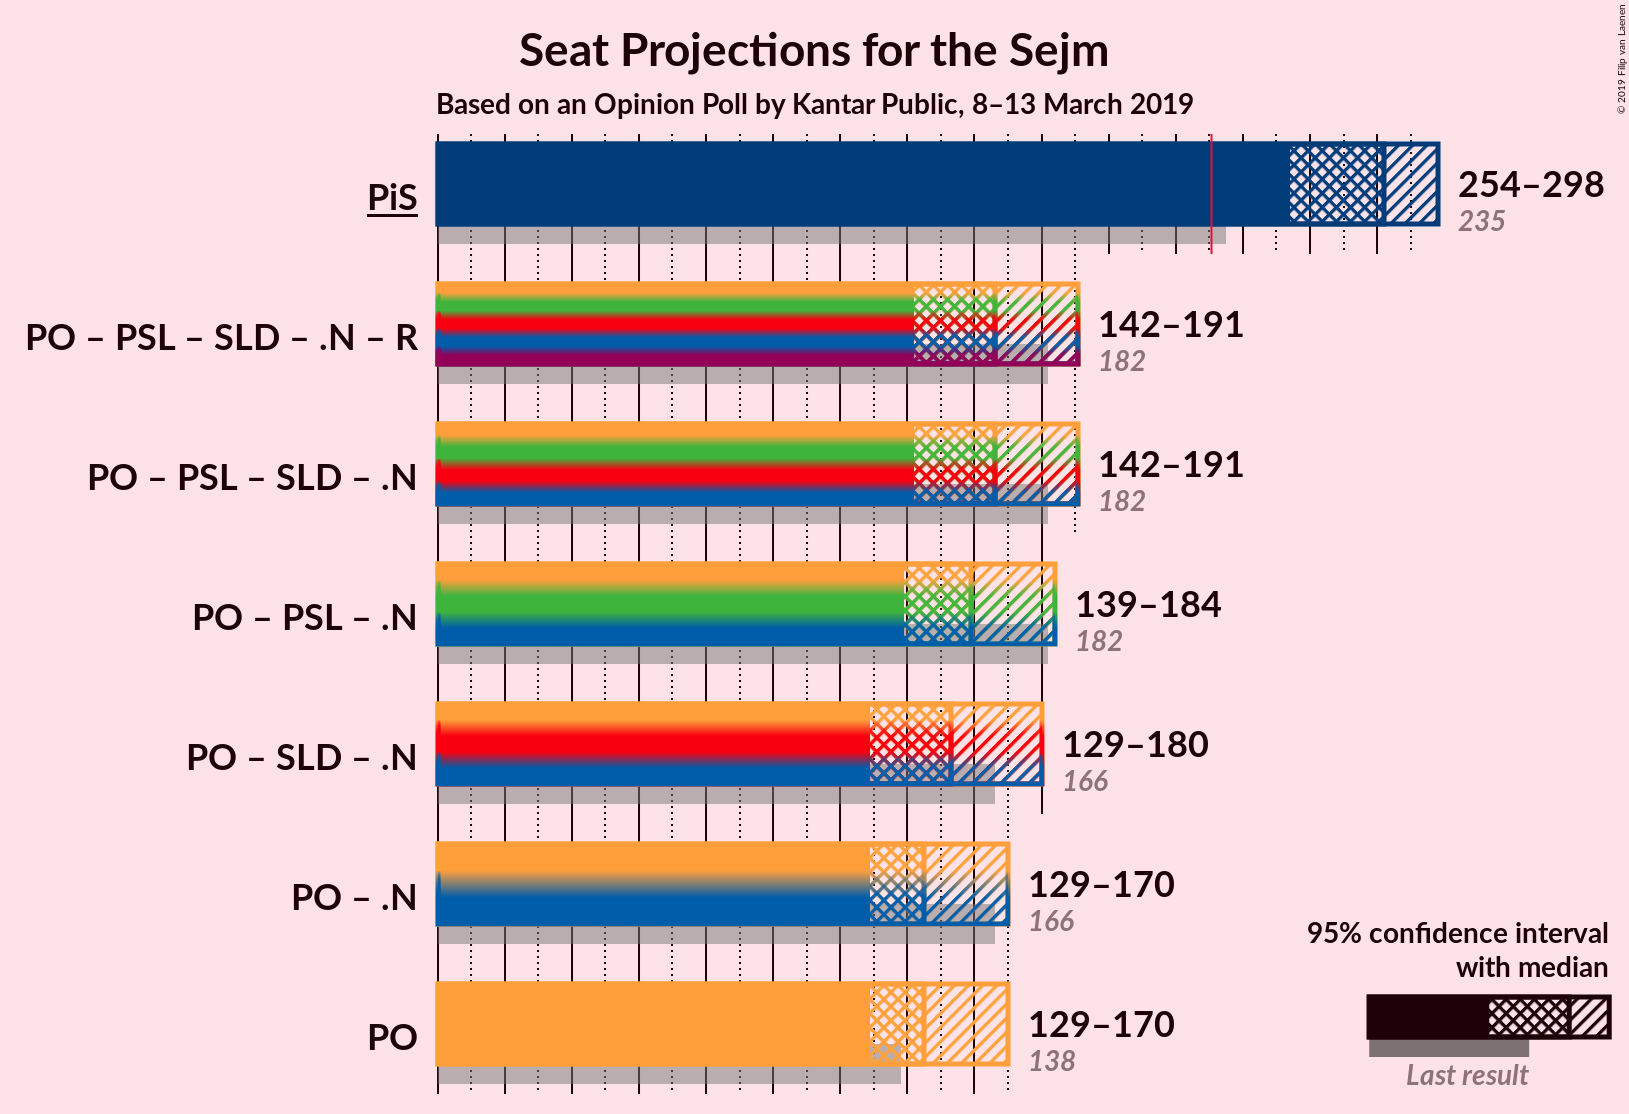 Seat Projections for the Sejm
Based on an Opinion Poll by Kantar Public, 8–13 March 2019
© 2019 Filip van Laenen
PiS
254–298
235
PO – PSL – SLD – .N – R
142–191
182
PO – PSL – SLD – .N
142–191
182
PO – PSL – .N
139–184
182
PO – SLD – .N
129–180
166
PO – .N
129–170
166
PO
129–170
138
95% confidence interval
with median
Last result